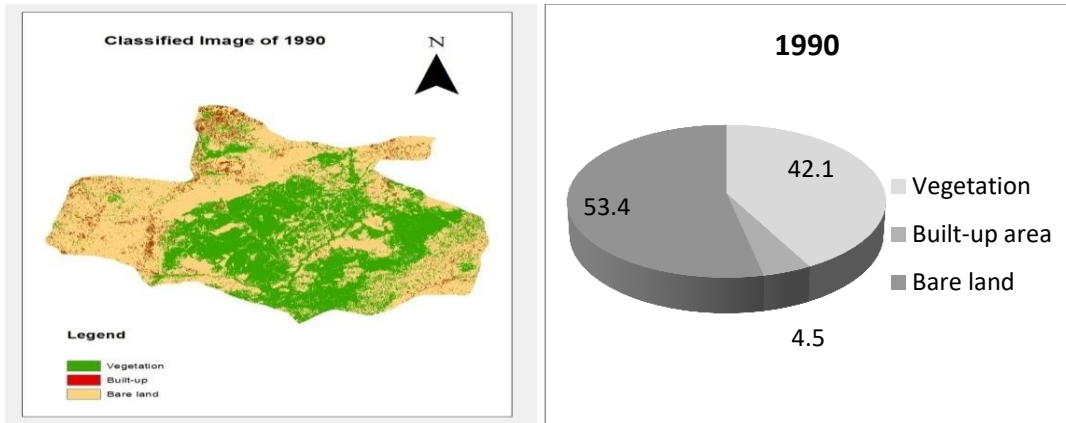 Classified Image of 1990
N
Legend
Vegetation
Built-up
Bare land
1990
42.1
53.4
4.5
Vegetation
Built-up area
Bare land